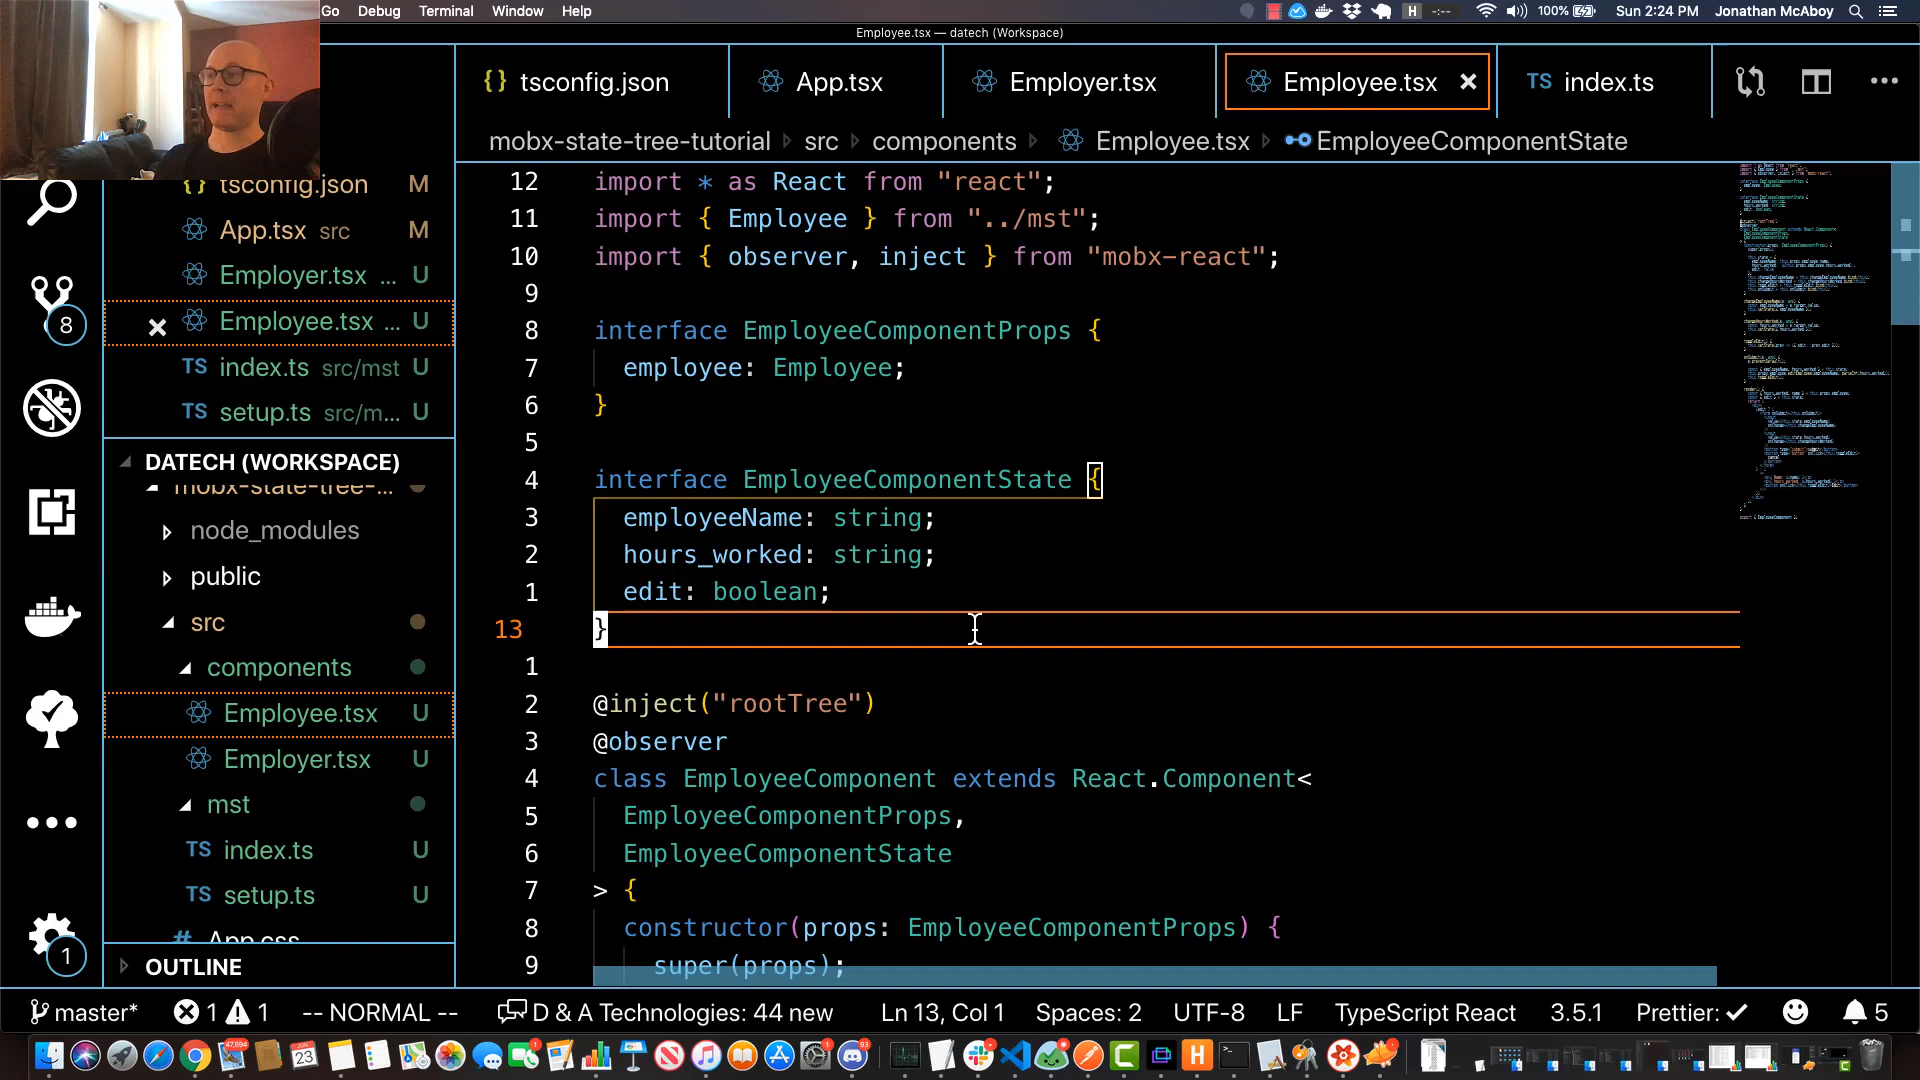 Go Debug Terminal Window Help
H -:-- 100% Sun 2:24 PM Jonathan McAboy
Employee.tsx — datech (Workspace)
{} tsconfig.json App.tsx Employer.tsx Employee.tsx TS index.ts
mobx-state-tree-tutorial src components Employee.tsx EmployeeComponentState
{} tsconfig.json M
App.tsx src M
Employer.tsx ... U
Employee.tsx ... U
TS index.ts src/mst U
TS setup.ts src/m... U
8
DATECH (WORKSPACE)
mobx-state-tree-...
node_modules
public
src
components
Employee.tsx U
Employer.tsx U
mst
TS index.ts U
TS setup.ts U
# App.css
1
OUTLINE
12 import * as React from "react";
11 import { Employee } from "../mst";
10 import { observer, inject } from "mobx-react";
9
8 interface EmployeeComponentProps {
7 employee: Employee;
6 }
5
4 interface EmployeeComponentState {
3 employeeName: string;
2 hours_worked: string;
1 edit: boolean;
13 }
1
2 @inject("rootTree")
3 @observer
4 class EmployeeComponent extends React.Component<
5 EmployeeComponentProps,
6 EmployeeComponentState
7 > {
8 constructor(props: EmployeeComponentProps) {
9 super(props);
master* 1 1 -- NORMAL -- D & A Technologies: 44 new Ln 13, Col 1 Spaces: 2 UTF-8 LF TypeScript React 3.5.1 Prettier: 5